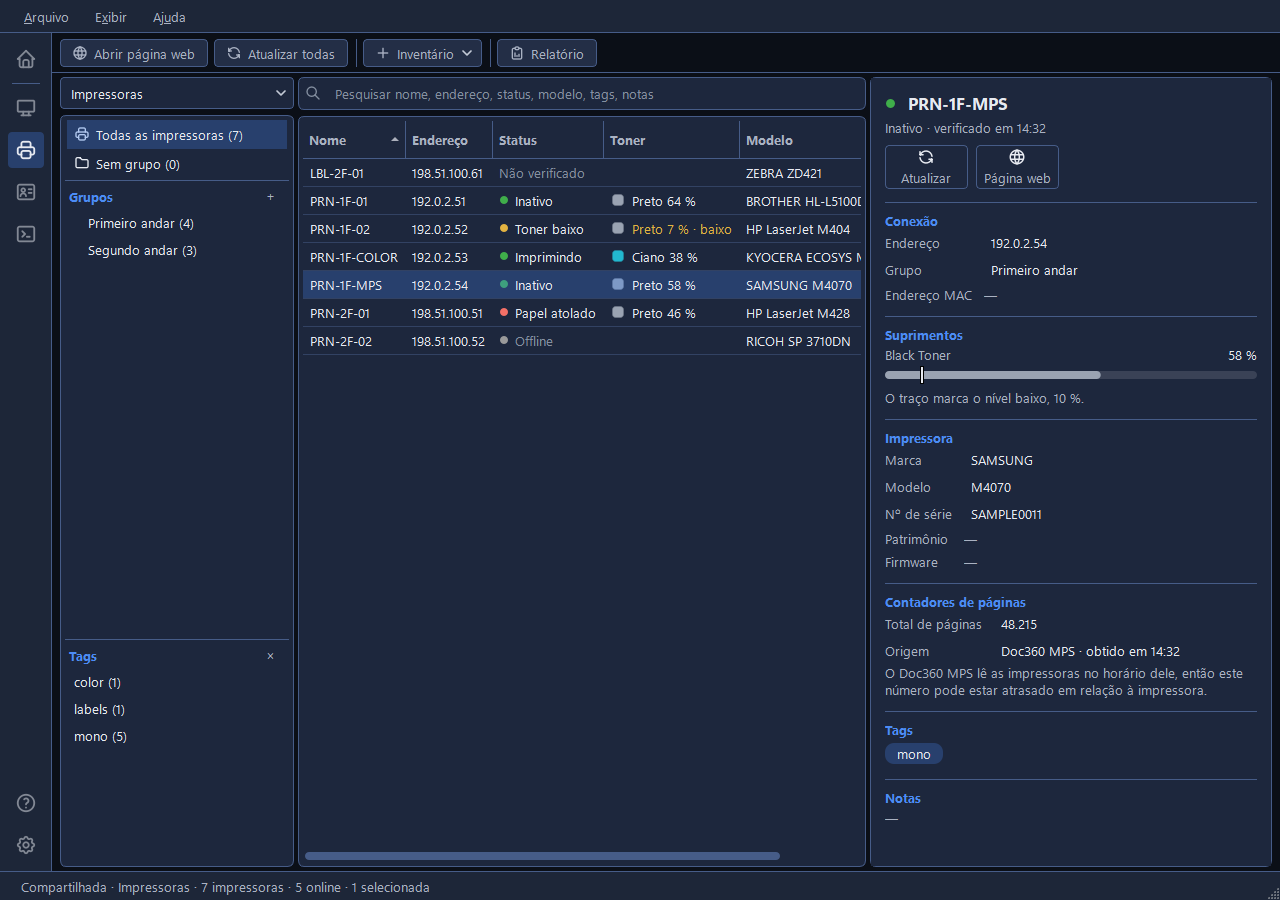 Arquivo Exibir Ajuda
Abrir página web Atualizar todas Inventário Relatório
Impressoras
Todas as impressoras (7)
Sem grupo (0)
Grupos +
Primeiro andar (4)
Segundo andar (3)
Tags ×
color (1)
labels (1)
mono (5)
Pesquisar nome, endereço, status, modelo, tags, notas
Nome Endereço Status Toner Modelo
LBL-2F-01 198.51.100.61 Não verificado ZEBRA ZD421
PRN-1F-01 192.0.2.51 Inativo Preto 64 % BROTHER HL-L5100D
PRN-1F-02 192.0.2.52 Toner baixo Preto 7 % · baixo HP LaserJet M404
PRN-1F-COLOR 192.0.2.53 Imprimindo Ciano 38 % KYOCERA ECOSYS M
PRN-1F-MPS 192.0.2.54 Inativo Preto 58 % SAMSUNG M4070
PRN-2F-01 198.51.100.51 Papel atolado Preto 46 % HP LaserJet M428
PRN-2F-02 198.51.100.52 Offline RICOH SP 3710DN
PRN-1F-MPS
Inativo · verificado em 14:32
Atualizar Página web
Conexão
Endereço 192.0.2.54
Grupo Primeiro andar
Endereço MAC —
Suprimentos
Black Toner 58 %
O traço marca o nível baixo, 10 %.
Impressora
Marca SAMSUNG
Modelo M4070
Nº de série SAMPLE0011
Patrimônio —
Firmware —
Contadores de páginas
Total de páginas 48.215
Origem Doc360 MPS · obtido em 14:32
O Doc360 MPS lê as impressoras no horário dele, então este
número pode estar atrasado em relação à impressora.
Tags
mono
Notas
—
Compartilhada · Impressoras · 7 impressoras · 5 online · 1 selecionada